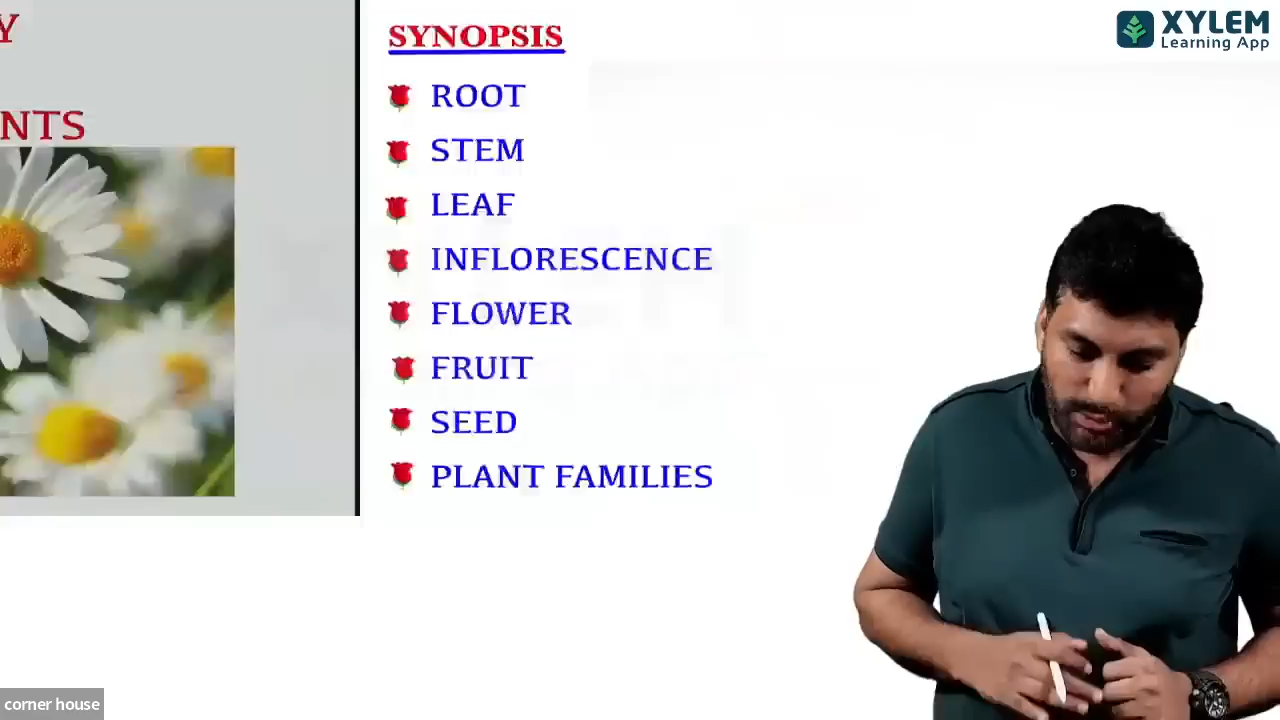 Y
NTS
SYNOPSIS
ROOT
STEM
LEAF
INFLORESCENCE
FLOWER
FRUIT
SEED
PLANT FAMILIES
XYLEM
Learning App
corner house